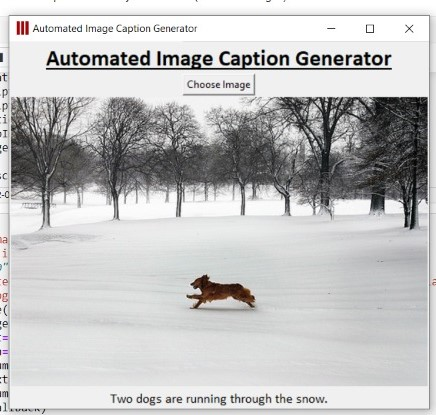 Automated Image Caption Generator
Automated Image Caption Generator
Choose Image
Two dogs are running through the snow.